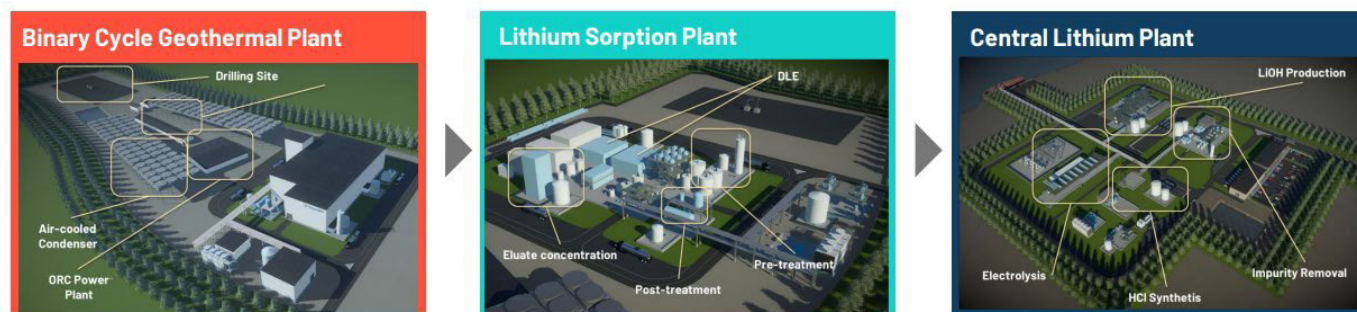 Binary Cycle Geothermal Plant
Drilling Site
Air-cooled
Condenser
ORC Power
Plant
Lithium Sorption Plant
DLE
Eluate concentration
Post-treatment
Pre-treatment
Central Lithium Plant
LiOH Production
Electrolysis
HCl Synthetis
Impurity Removal